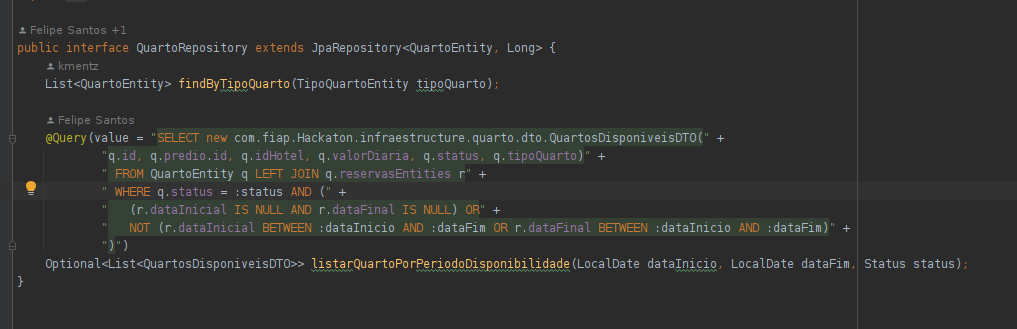 Felipe Santos +1
public interface QuartoRepository extends JpaRepository<QuartoEntity, Long> {
kmentz
List<QuartoEntity> findByTipoQuarto(TipoQuartoEntity tipoQuarto);
Felipe Santos
@Query(value = "SELECT new com.fiap.Hackaton.infraestructure.quarto.dto.QuartosDisponiveisDTO(" +
"q.id, q.predio.id, q.idHotel, q.valorDiaria, q.status, q.tipoQuarto)" +
" FROM QuartoEntity q LEFT JOIN q.reservasEntities r" +
" WHERE q.status = :status AND (" +
"   (r.dataInicial IS NULL AND r.dataFinal IS NULL) OR" +
"   NOT (r.dataInicial BETWEEN :dataInicio AND :dataFim OR r.dataFinal BETWEEN :dataInicio AND :dataFim)" +
")")
Optional<List<QuartosDisponiveisDTO>> listarQuartoPorPeriodoDisponibilidade(LocalDate dataInicio, LocalDate dataFim, Status status);
}